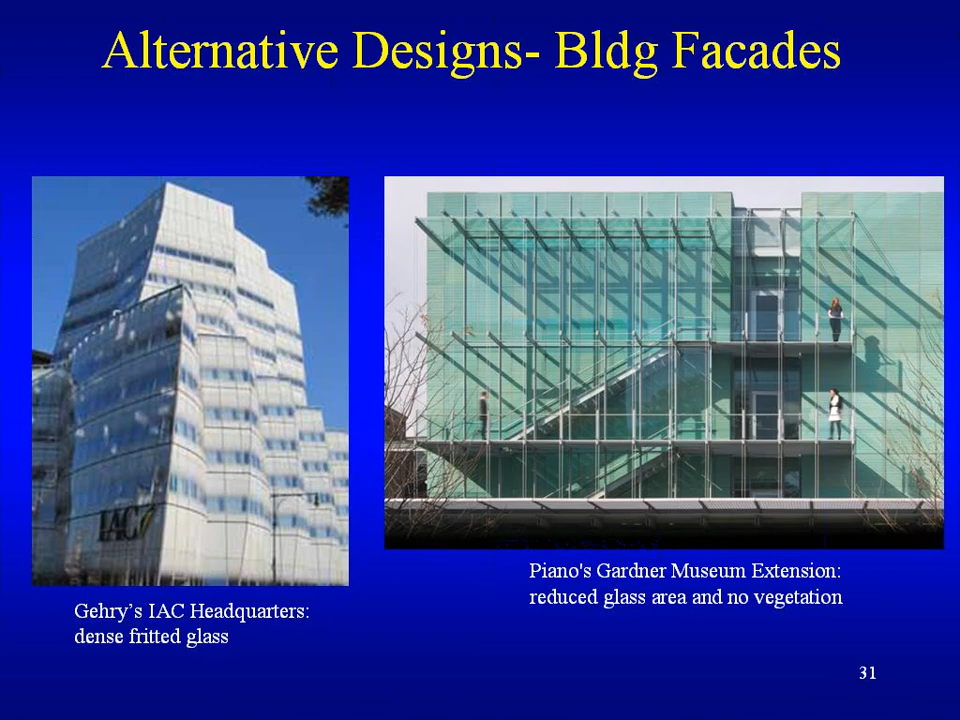 Alternative Designs- Bldg Facades
IAC
Gehry’s IAC Headquarters:
dense fritted glass
Piano's Gardner Museum Extension:
reduced glass area and no vegetation
31